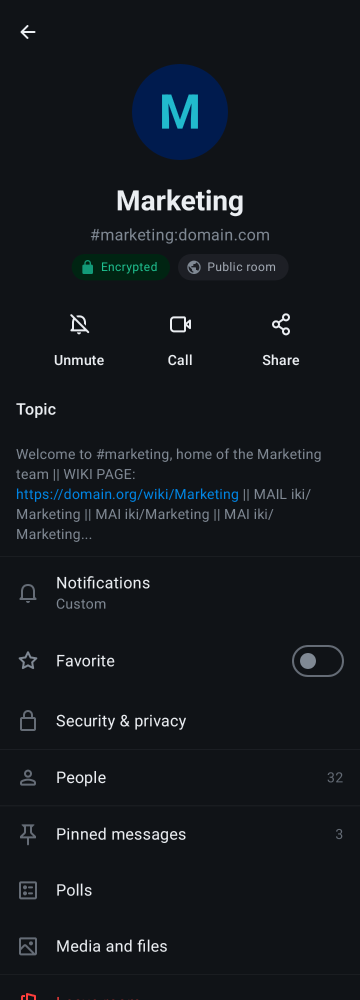 M
Marketing
#marketing:domain.com
Encrypted
Public room
Unmute
Call
Share
Topic
Welcome to #marketing, home of the Marketing
team || WIKI PAGE:
https://domain.org/wiki/Marketing || MAIL iki/
Marketing || MAI iki/Marketing || MAI iki/
Marketing...
Notifications
Custom
Favorite
Security & privacy
People 32
Pinned messages 3
Polls
Media and files